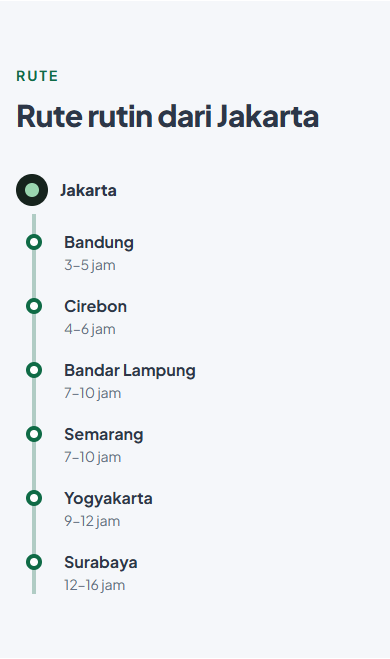 RUTE
Rute rutin dari Jakarta
Jakarta
Bandung
3–5 jam
Cirebon
4–6 jam
Bandar Lampung
7–10 jam
Semarang
7–10 jam
Yogyakarta
9–12 jam
Surabaya
12–16 jam